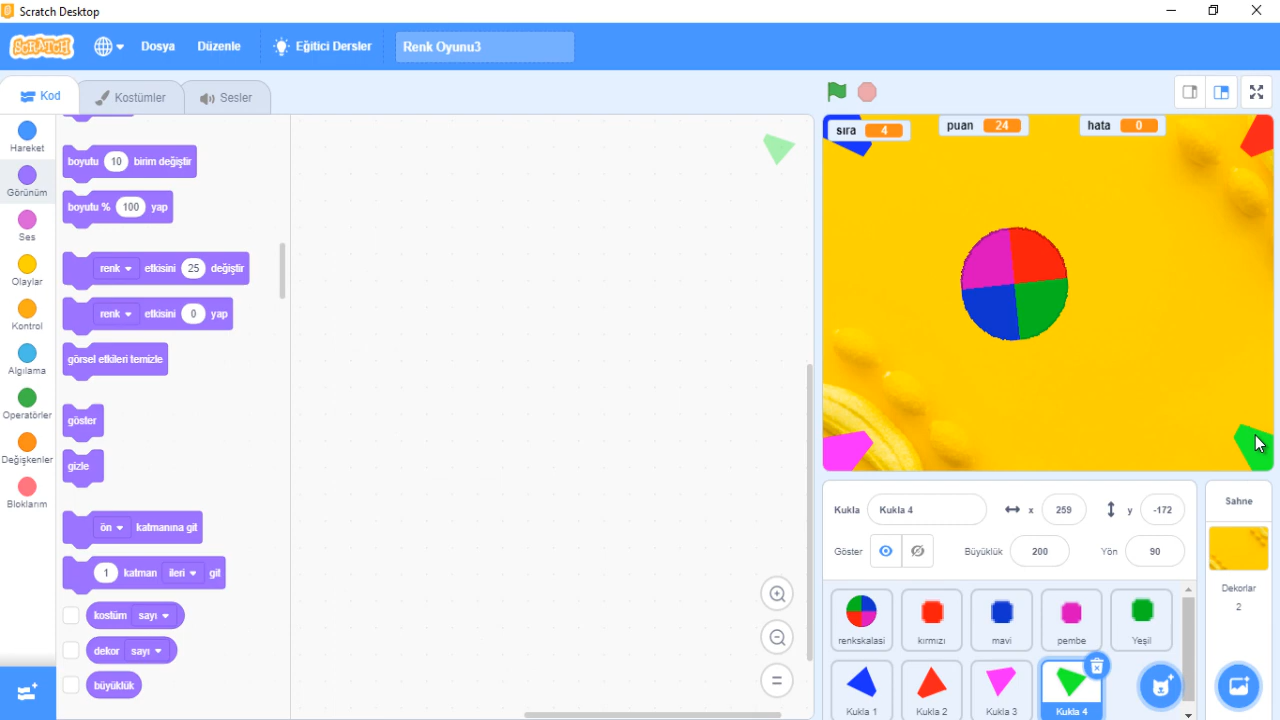 Scratch Desktop
SCRATCH Dosya Düzenle Eğitici Dersler Renk Oyunu3
Kod Kostümler Sesler
Hareket
Görünüm
Ses
Olaylar
Kontrol
Algılama
Operatörler
Değişkenler
Bloklarım
boyutu 10 birim değiştir
boyutu % 100 yap
renk etkisini 25 değiştir
renk etkisini 0 yap
görsel etkileri temizle
göster
gizle
ön katmanına git
1 katman ileri git
kostüm sayı
dekor sayı
büyüklük
sıra 4 puan 24 hata 0
Kukla Kukla 4 x 259 y -172
Göster Büyüklük 200 Yön 90
renkskalasi kırmızı mavi pembe Yeşil
Kukla 1 Kukla 2 Kukla 3 Kukla 4
Sahne
Dekorlar
2